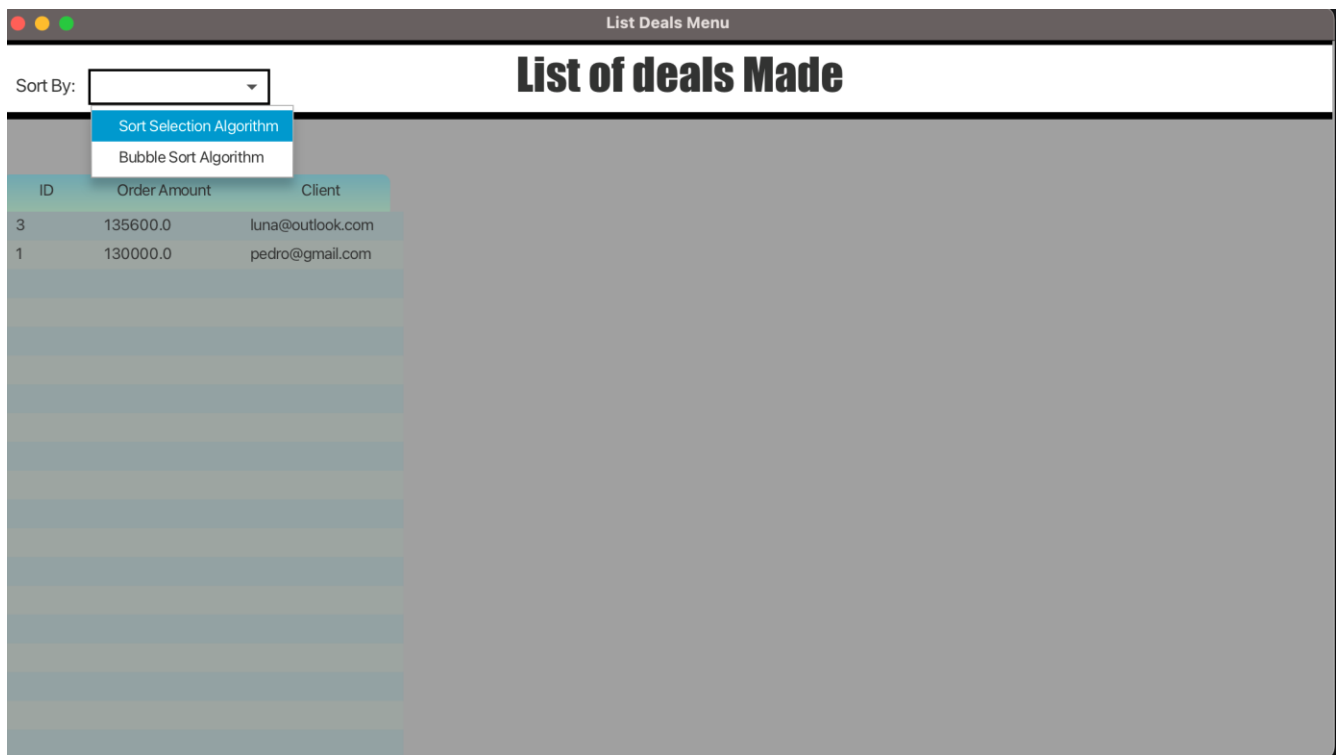 List Deals Menu
List of deals Made
Sort By:
Sort Selection Algorithm
Bubble Sort Algorithm
ID Order Amount Client
3 135600.0 luna@outlook.com
1 130000.0 pedro@gmail.com